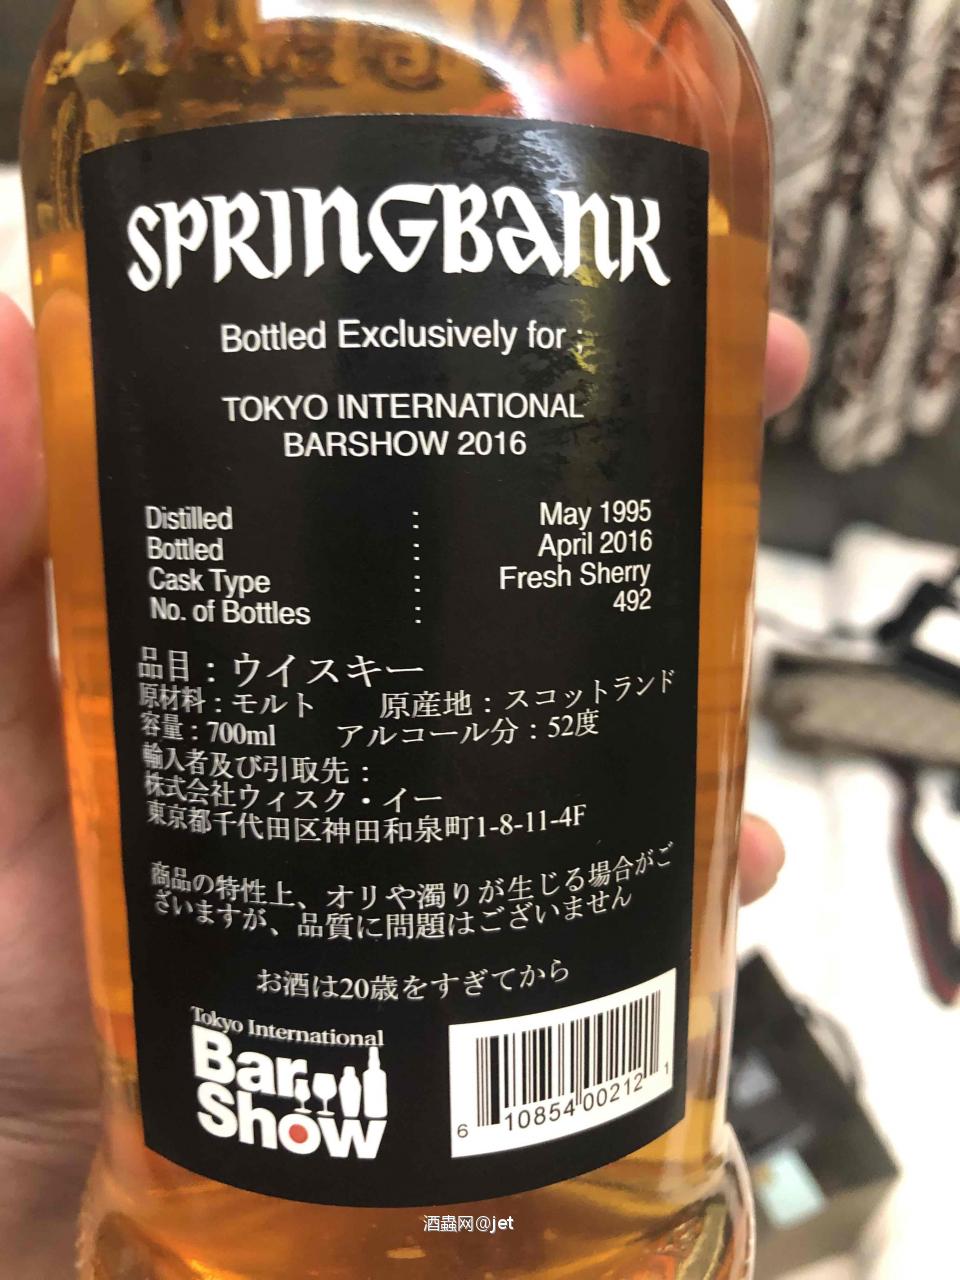 SPRINGBANK
Bottled Exclusively for ;
TOKYO INTERNATIONAL
BARSHOW 2016
Distilled : May 1995
Bottled : April 2016
Cask Type : Fresh Sherry
No. of Bottles : 492
品目：ウイスキー
原材料：モルト 原産地：スコットランド
容量：700ml アルコール分：52度
輸入者及び引取先：
株式会社ウィスク・イー
東京都千代田区神田和泉町1-8-11-4F
商品の特性上、オリや濁りが生じる場合がご
ざいますが、品質に問題はございません
お酒は20歳をすぎてから
Tokyo International
Bar
Show
6 10854 00212 1
酒蟲网@jet